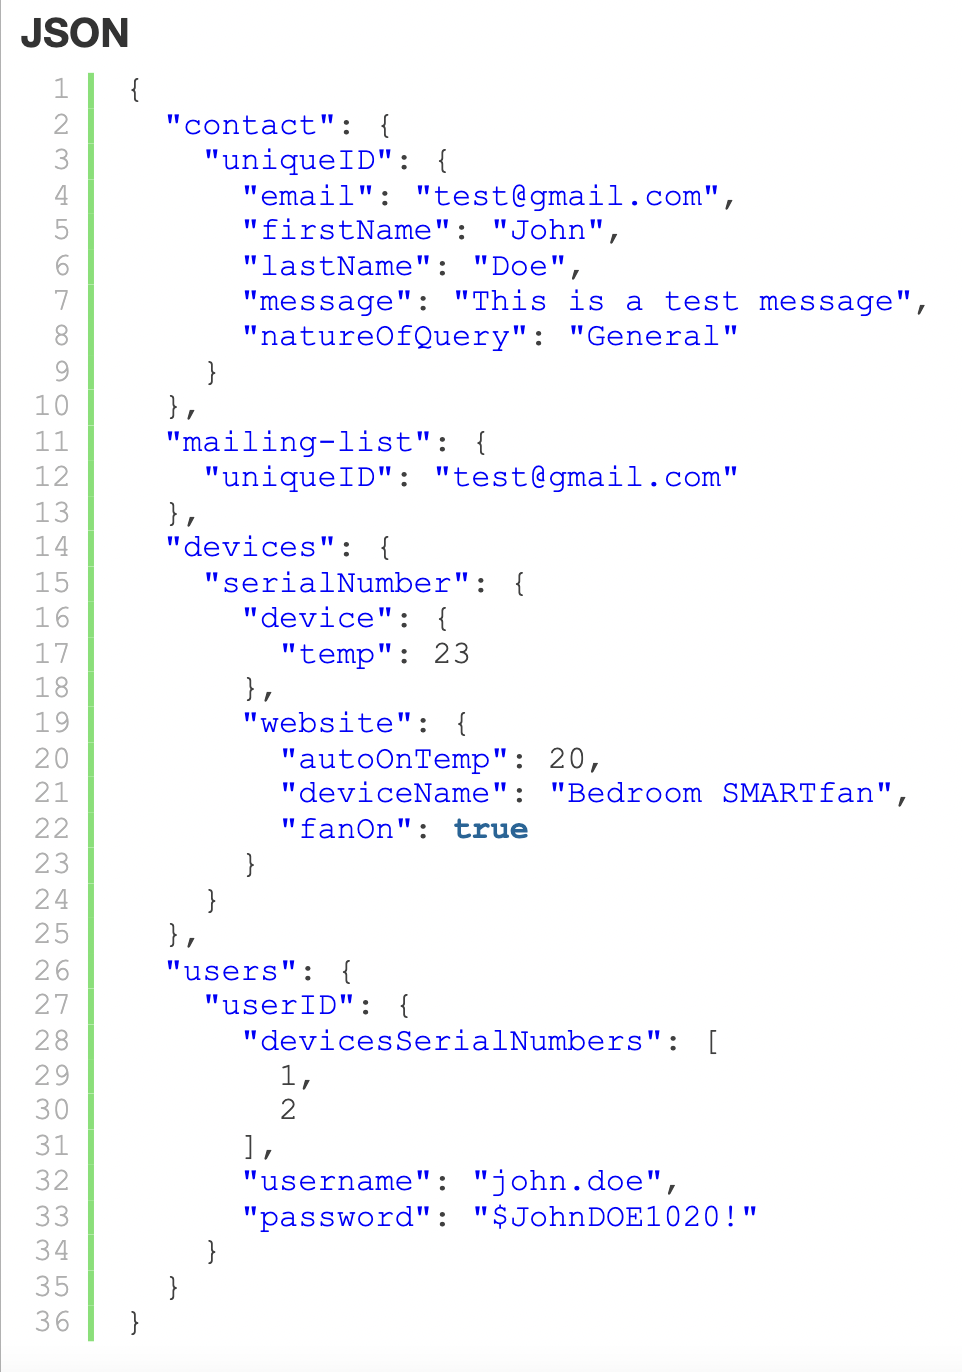 JSON
1 {
2   "contact": {
3     "uniqueID": {
4       "email": "test@gmail.com",
5       "firstName": "John",
6       "lastName": "Doe",
7       "message": "This is a test message",
8       "natureOfQuery": "General"
9     }
10   },
11   "mailing-list": {
12     "uniqueID": "test@gmail.com"
13   },
14   "devices": {
15     "serialNumber": {
16       "device": {
17         "temp": 23
18       },
19       "website": {
20         "autoOnTemp": 20,
21         "deviceName": "Bedroom SMARTfan",
22         "fanOn": true
23       }
24     }
25   },
26   "users": {
27     "userID": {
28       "devicesSerialNumbers": [
29         1,
30         2
31       ],
32       "username": "john.doe",
33       "password": "$JohnDOE1020!"
34     }
35   }
36 }